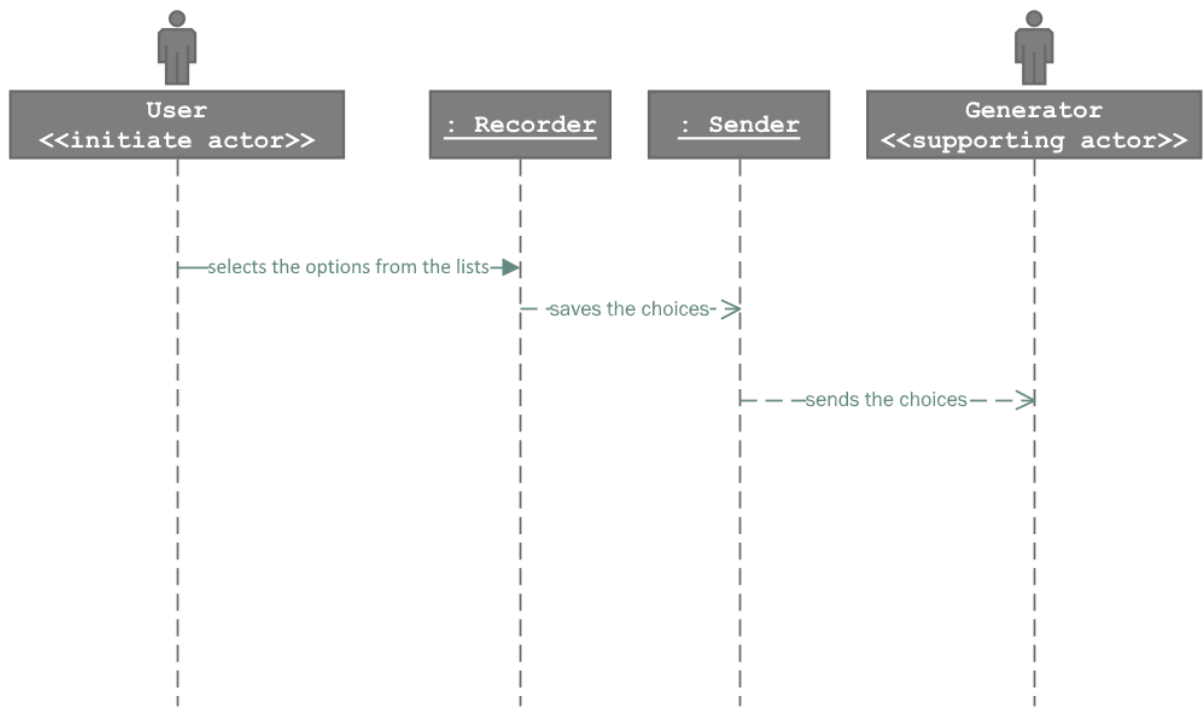 User
<<initiate actor>>
: Recorder
: Sender
Generator
<<supporting actor>>
selects the options from the lists
saves the choices
sends the choices